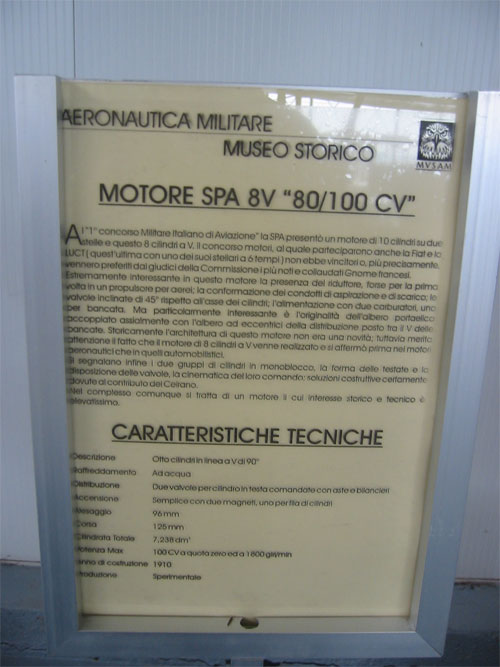 AERONAUTICA MILITARE
MUSEO STORICO
MVSAM
MOTORE SPA 8V "80/100 CV"
Al "1° concorso Militare Italiano di Aviazione" la SPA presentò un motore di 10 cilindri su due
stelle e questo 8 cilindri a V. Il concorso motori, al quale parteciparono anche la Fiat e la
LUCT ( quest'ultima con uno dei suoi stellari a 6 tempi ) non ebbe vincitori o, più precisamente,
vennero preferiti dai giudici della Commissione i più noti e collaudati Gnome francesi.
Estremamente interessante in questo motore la presenza del riduttore, forse per la prima
volta in un propulsore per aerei; la conformazione dei condotti di aspirazione e di scarico; le
valvole inclinate di 45° rispetto all'asse dei cilindri; l'alimentazione con due carburatori, uno
per bancata. Ma particolarmente interessante è l'originalità dell'albero portaelica
accoppiato assialmente con l'albero ad eccentrici della distribuzione posto tra il V delle
bancate. Storicamente l'architettura di questo motore non era una novità; tuttavia merita
attenzione il fatto che il motore di 8 cilindri a V venne realizzato e si affermò prima nei motori
aeronautici che in quelli automobilistici.
Si segnalano infine i due gruppi di cilindri in monoblocco, la forma delle testate e la
disposizione delle valvole, la cinematica del loro comando: soluzioni costruttive certamente
dovute al contributo del Ceirano.
Nel complesso comunque si tratta di un motore il cui interesse storico e tecnico è
rilevatissimo.
CARATTERISTICHE TECNICHE
Descrizione Otto cilindri in linea a V di 90°
Raffreddamento Ad acqua
Distribuzione Due valvole per cilindro in testa comandate con aste e bilancieri
Accensione Semplice con due magneti, uno per fila di cilindri
Alesaggio 96 mm
Corsa 125 mm
Cilindrata Totale 7,238 dm³
Potenza Max 100 CV a quota zero ed a 1800 giri/min
Anno di costruzione 1910
Produzione Sperimentale